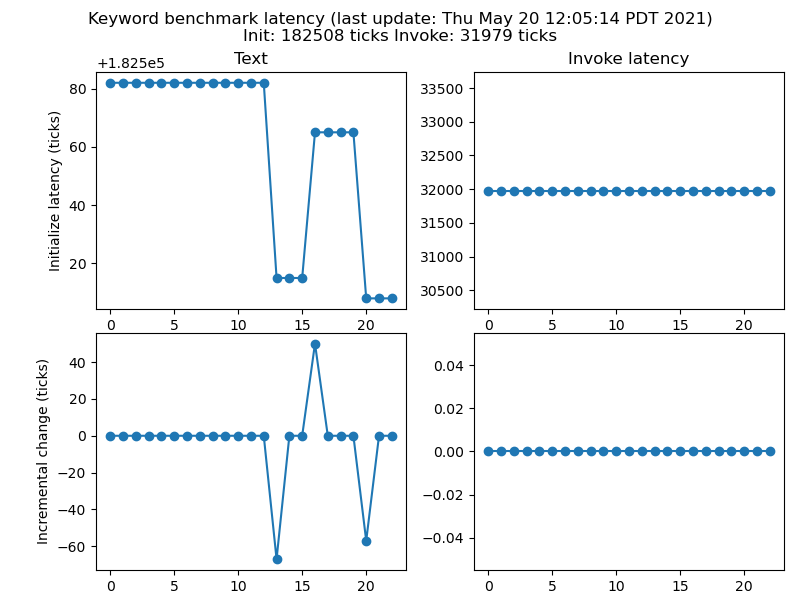 Keyword benchmark latency (last update: Thu May 20 12:05:14 PDT 2021)
Init: 182508 ticks Invoke: 31979 ticks
Text
+1.825e5
Initialize latency (ticks)
80
60
40
20
0 5 10 15 20
Invoke latency
33500
33000
32500
32000
31500
31000
30500
0 5 10 15 20
Incremental change (ticks)
40
20
0
−20
−40
−60
0 5 10 15 20
0.04
0.02
0.00
−0.02
−0.04
0 5 10 15 20